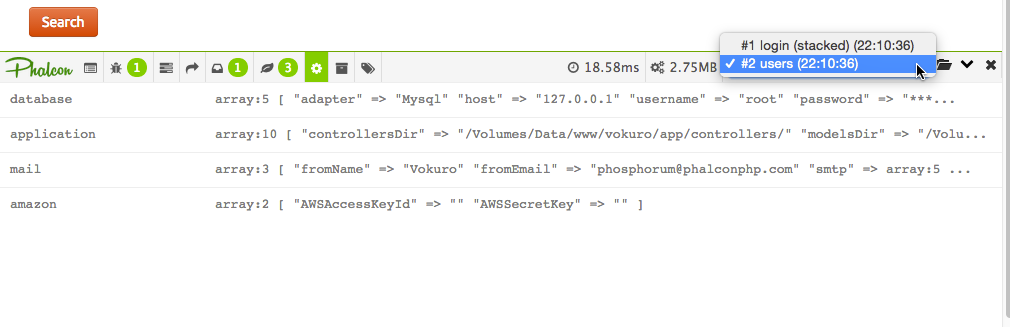 Search
#1 login (stacked) (22:10:36)
Phalcon 1 1 3 18.58ms 2.75MB ✓ #2 users (22:10:36)
database array:5 [ "adapter" => "Mysql" "host" => "127.0.0.1" "username" => "root" "password" => "***...
application array:10 [ "controllersDir" => "/Volumes/Data/www/vokuro/app/controllers/" "modelsDir" => "/Volu...
mail array:3 [ "fromName" => "Vokuro" "fromEmail" => "phosphorum@phalconphp.com" "smtp" => array:5 ...
amazon array:2 [ "AWSAccessKeyId" => "" "AWSSecretKey" => "" ]